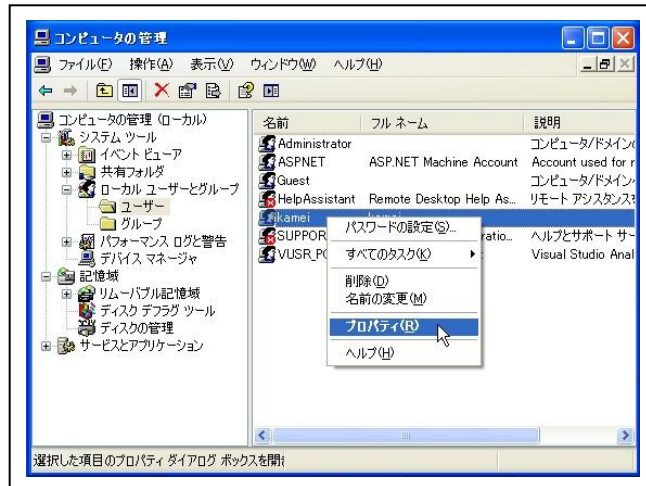 コンピュータの管理
ファイル(F) 操作(A) 表示(V) ウィンドウ(W) ヘルプ(H)
コンピュータの管理 (ローカル)
システム ツール
イベント ビューア
共有フォルダ
ローカル ユーザーとグループ
ユーザー
グループ
パフォーマンス ログと警告
デバイス マネージャ
記憶域
リムーバブル記憶域
ディスク デフラグ ツール
ディスクの管理
サービスとアプリケーション
名前 フル ネーム 説明
Administrator コンピュータ/ドメイン
ASPNET ASP.NET Machine Account Account used for r
Guest コンピュータ/ドメイン
HelpAssistant Remote Desktop Help As... リモート アシスタンス
kamei
SUPPOR ratio... ヘルプとサポート サー
VUSR_P Visual Studio Anal
パスワードの設定(S)...
すべてのタスク(K)
削除(D)
名前の変更(M)
プロパティ(R)
ヘルプ(H)
選択した項目のプロパティ ダイアログ ボックスを開